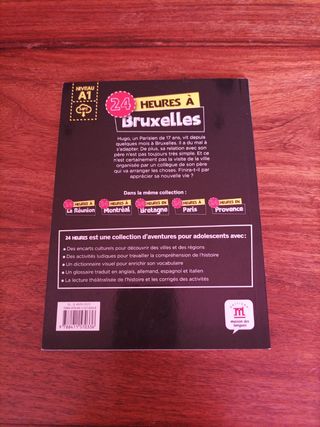 NIVEAU
A1
24 HEURES À
Bruxelles
Hugo, un Parisien de 17 ans, vit depuis
quelques mois à Bruxelles. Il a du mal à
s'adapter. De plus, sa relation avec son
père n'est pas toujours très simple. Et ce
n'est certainement pas la visite de la ville
organisée par un collègue de son père
qui va arranger les choses. Finira-t-il par
apprécier sa nouvelle vie ?
Dans la même collection :
HEURES À
La Réunion
HEURES À
Montréal
HEURES EN
Bretagne
HEURES À
Paris
HEURES EN
Provence
24 HEURES est une collection d'aventures pour adolescents avec :
• Des encarts culturels pour découvrir des villes et des régions
• Des activités ludiques pour travailler la compréhension de l'histoire
• Un dictionnaire visuel pour enrichir son vocabulaire
• Un glossaire traduit en anglais, allemand, espagnol et italien
• La lecture théâtralisée de l'histoire et les corrigés des activités
maison des
langues